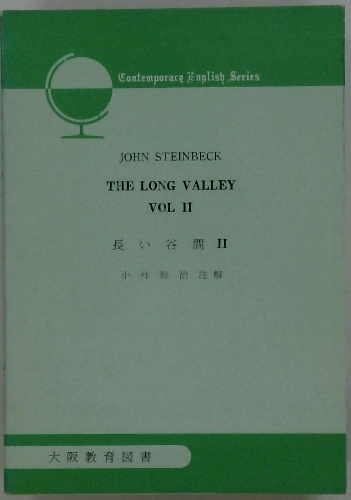 Contemporary English Series
JOHN STEINBECK
THE LONG VALLEY
VOL II
長い谷間 II
小林健治注解
大阪教育図書